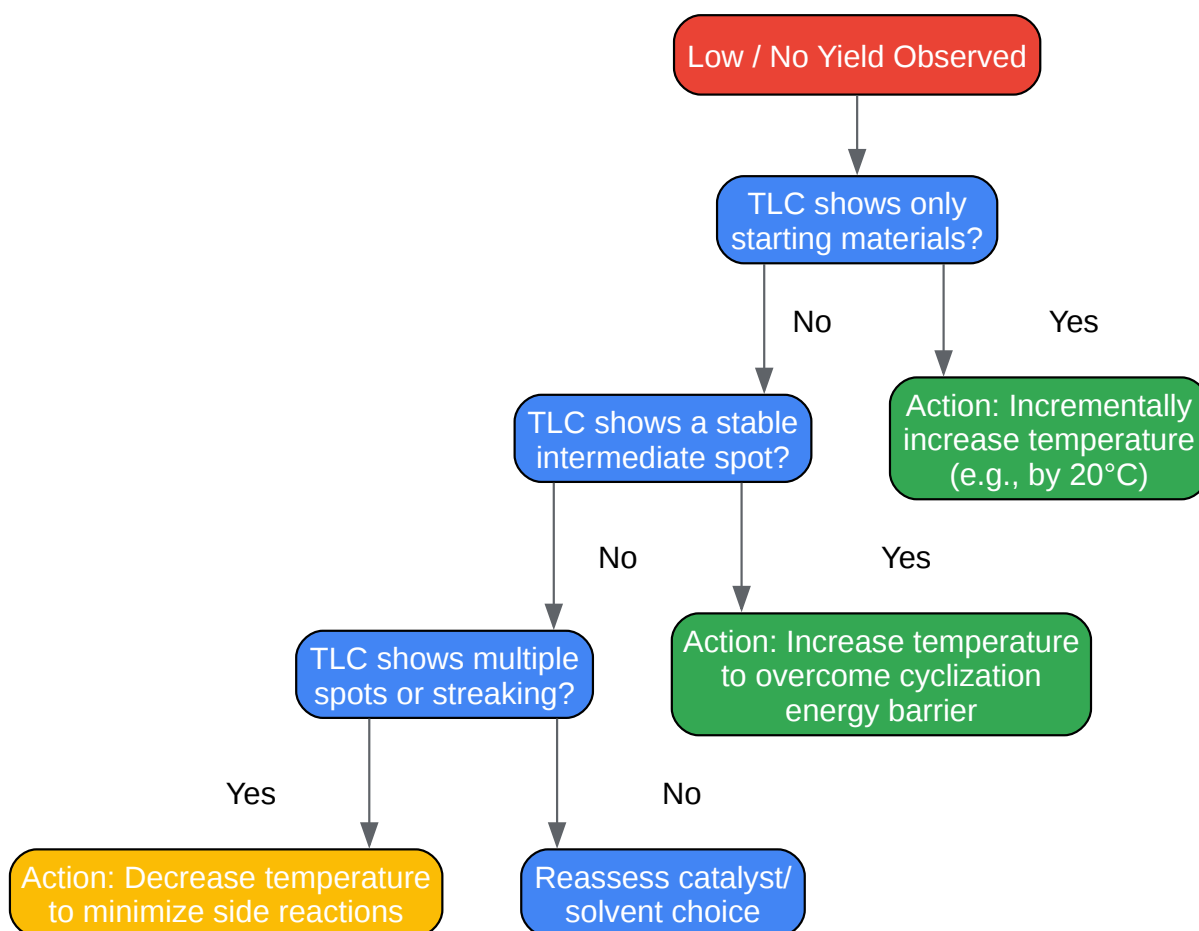 Low / No Yield Observed
TLC shows only
starting materials?
No
Yes
Action: Incrementally
increase temperature
(e.g., by 20°C)
TLC shows a stable
intermediate spot?
No
Yes
Action: Increase temperature
to overcome cyclization
energy barrier
TLC shows multiple
spots or streaking?
Yes
No
Action: Decrease temperature
to minimize side reactions
Reassess catalyst/
solvent choice